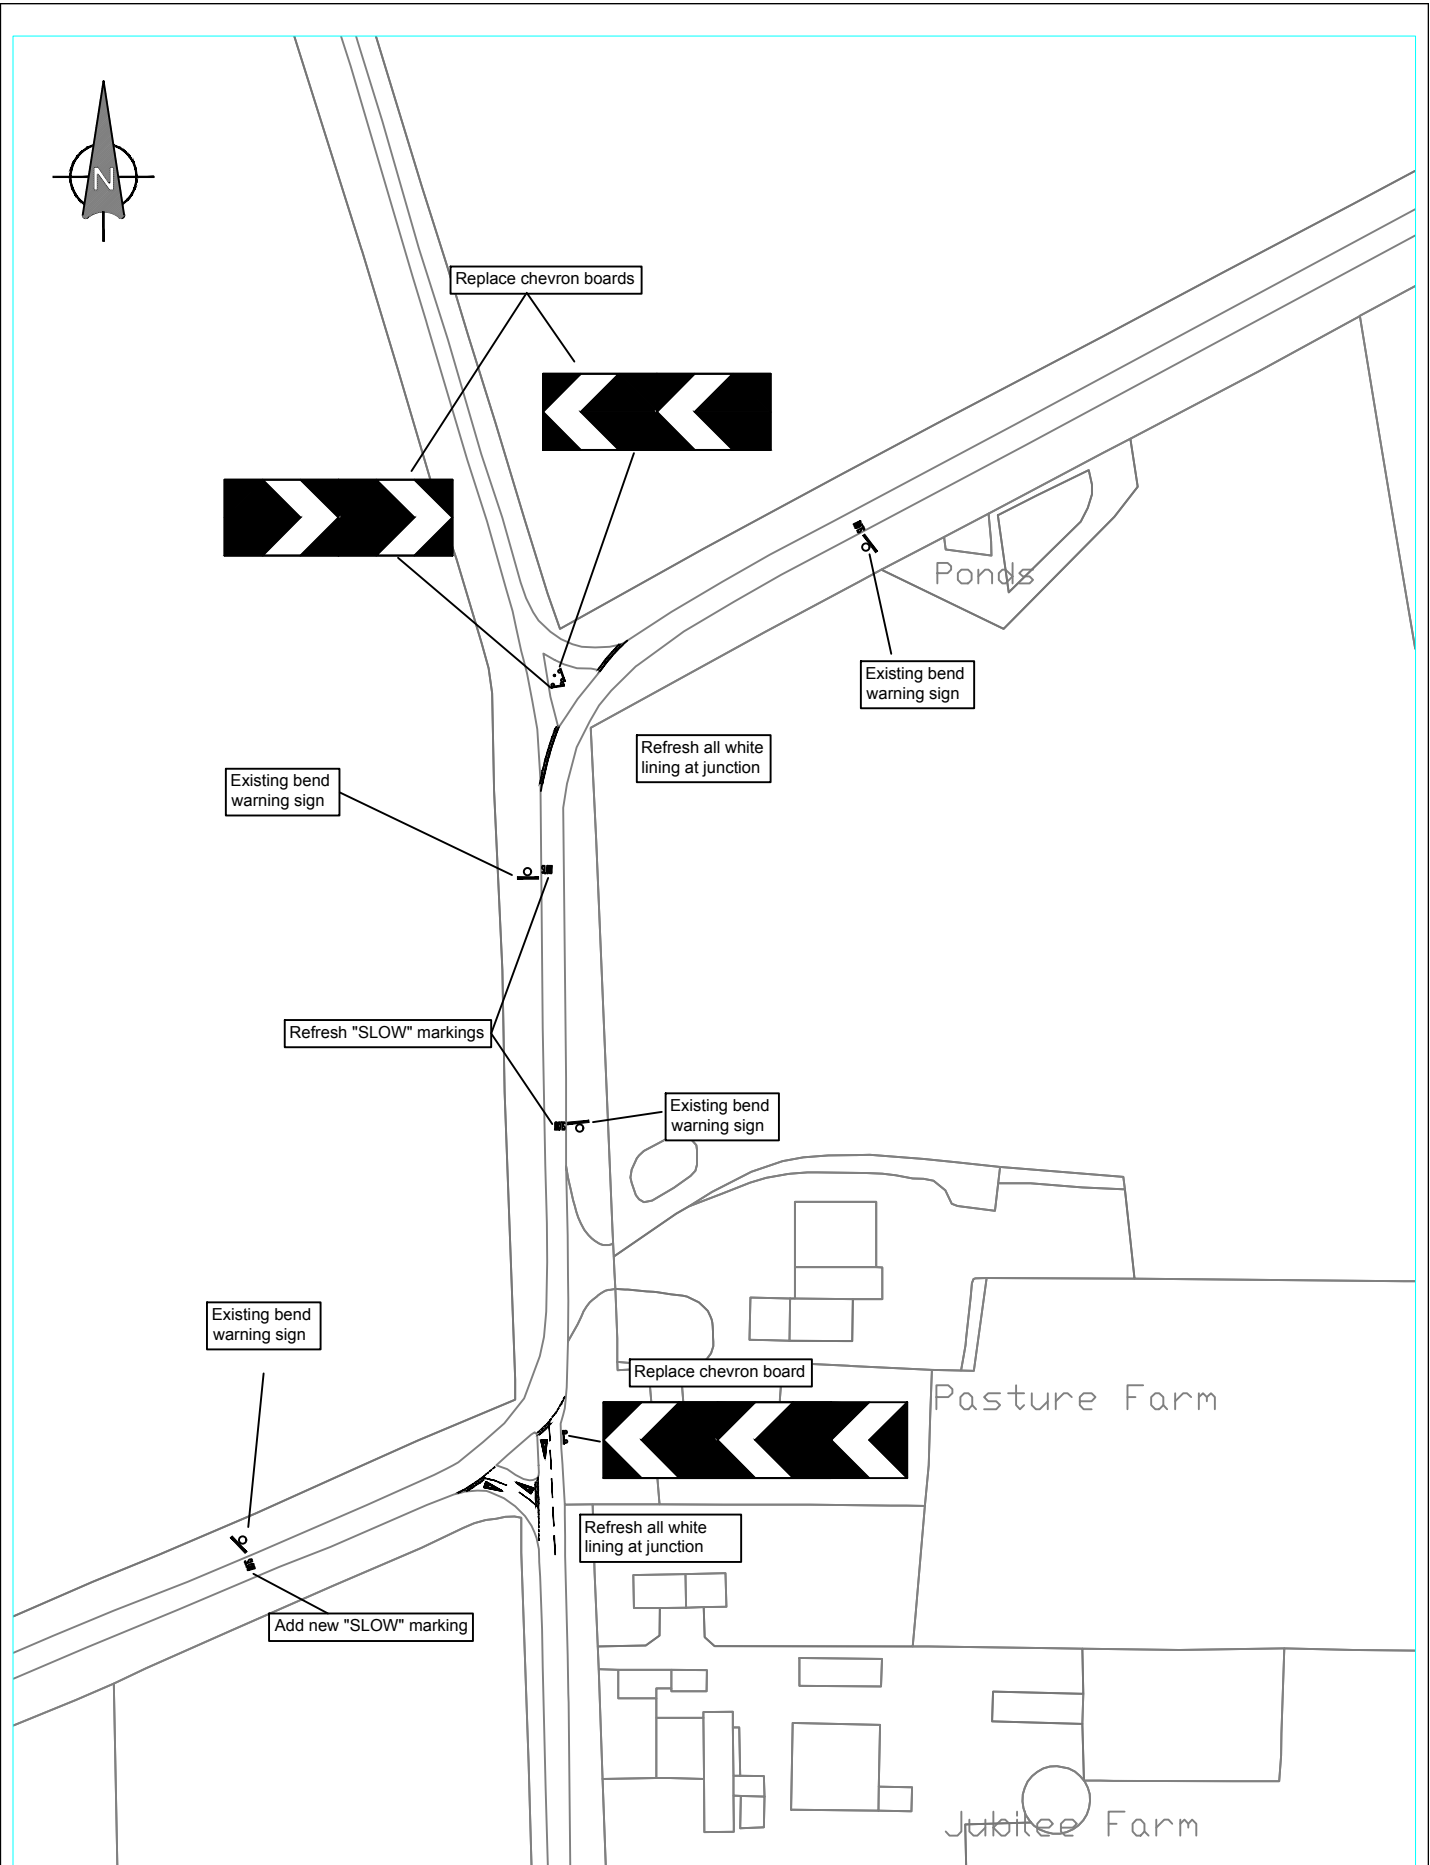 N
Replace chevron boards
Ponds
Existing bend
warning sign
Refresh all white
lining at junction
Existing bend
warning sign
Refresh "SLOW" markings
Existing bend
warning sign
Existing bend
warning sign
Replace chevron board
Pasture Farm
Refresh all white
lining at junction
Add new "SLOW" marking
Jubilee Farm